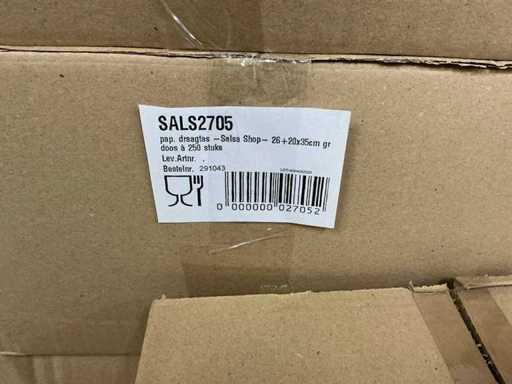 SALS2705
pap. draagtas -Salsa Shop- 26+20x35cm gr
doos à 250 stuks
Lev.Artnr. .
Bestelnr. 291043
0 000000 027052